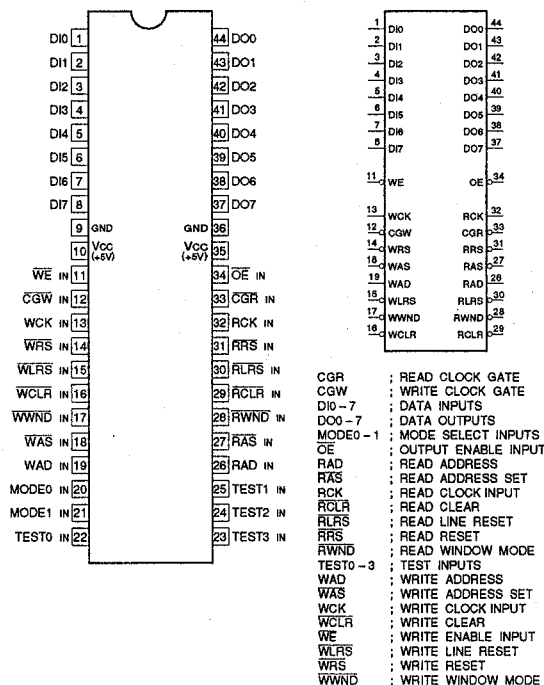 DI0 1
DI1 2
DI2 3
DI3 4
DI4 5
DI5 6
DI6 7
DI7 8
9 GND
10 VCC (+5V)
WE IN 11
CGW IN 12
WCK IN 13
WRS IN 14
WLRS IN 15
WCLR IN 16
WWND IN 17
WAS IN 18
WAD IN 19
MODE0 IN 20
MODE1 IN 21
TEST0 IN 22
44 DO0
43 DO1
42 DO2
41 DO3
40 DO4
39 DO5
38 DO6
37 DO7
GND 36
VCC (+5V) 35
34 OE IN
33 CGR IN
32 RCK IN
31 RRS IN
30 RLRS IN
29 RCLR IN
28 RWND IN
27 RAS IN
26 RAD IN
25 TEST1 IN
24 TEST2 IN
23 TEST3 IN
1 DI0 DO0 44
2 DI1 DO1 43
3 DI2 DO2 42
4 DI3 DO3 41
5 DI4 DO4 40
6 DI5 DO5 39
7 DI6 DO6 38
8 DI7 DO7 37
11 WE OE 34
13 WCK RCK 32
12 CGW CGR 33
14 WRS RRS 31
18 WAS RAS 27
19 WAD RAD 26
15 WLRS RLRS 30
17 WWND RWND 28
16 WCLR RCLR 29
CGR ; READ CLOCK GATE
CGW ; WRITE CLOCK GATE
DI0 - 7 ; DATA INPUTS
DO0 - 7 ; DATA OUTPUTS
MODE0 - 1 ; MODE SELECT INPUTS
OE ; OUTPUT ENABLE INPUT
RAD ; READ ADDRESS
RAS ; READ ADDRESS SET
RCK ; READ CLOCK INPUT
RCLR ; READ CLEAR
RLRS ; READ LINE RESET
RRS ; READ RESET
RWND ; READ WINDOW MODE
TEST0 - 3 ; TEST INPUTS
WAD ; WRITE ADDRESS
WAS ; WRITE ADDRESS SET
WCK ; WRITE CLOCK INPUT
WCLR ; WRITE CLEAR
WE ; WRITE ENABLE INPUT
WLRS ; WRITE LINE RESET
WRS ; WRITE RESET
WWND ; WRITE WINDOW MODE